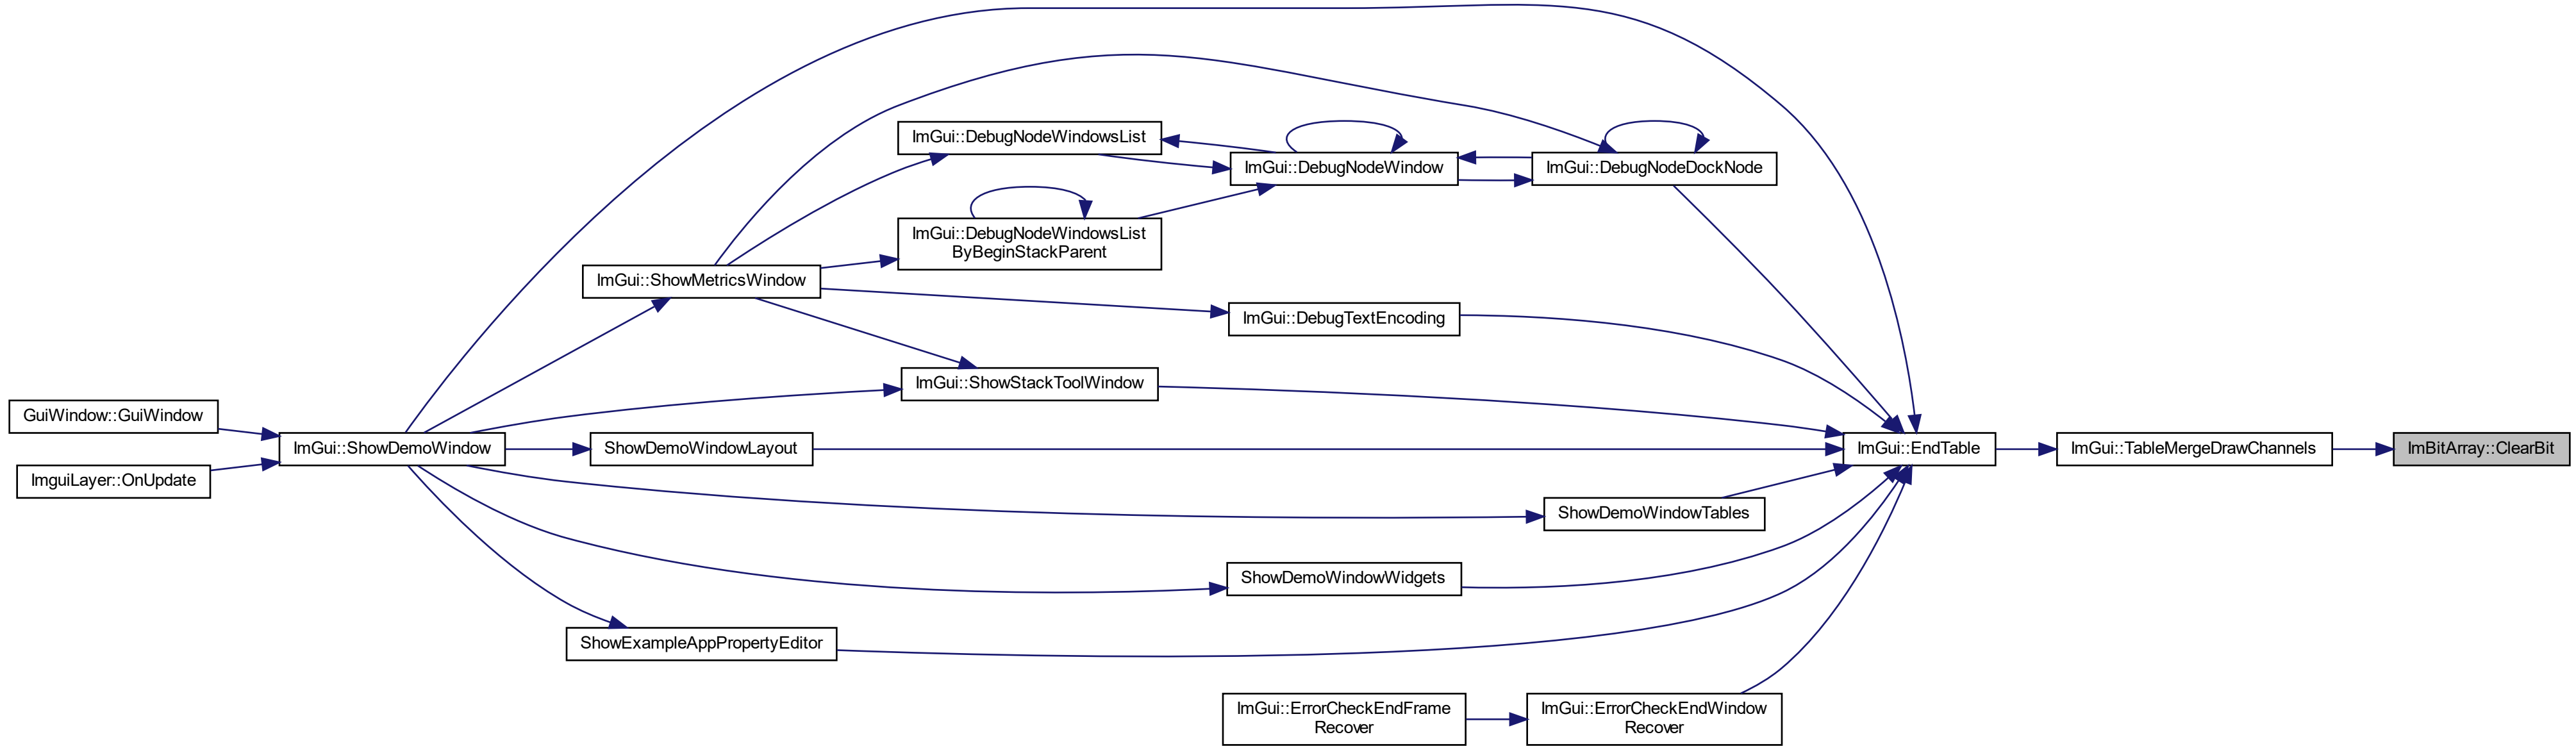 ImGui::DebugNodeWindowsList
ImGui::DebugNodeWindow
ImGui::DebugNodeDockNode
ImGui::DebugNodeWindowsList
ByBeginStackParent
ImGui::ShowMetricsWindow
ImGui::DebugTextEncoding
ImGui::ShowStackToolWindow
GuiWindow::GuiWindow
ImGui::ShowDemoWindow
ShowDemoWindowLayout
ImGui::EndTable
ImGui::TableMergeDrawChannels
ImBitArray::ClearBit
ImguiLayer::OnUpdate
ShowDemoWindowTables
ShowDemoWindowWidgets
ShowExampleAppPropertyEditor
ImGui::ErrorCheckEndFrame
Recover
ImGui::ErrorCheckEndWindow
Recover